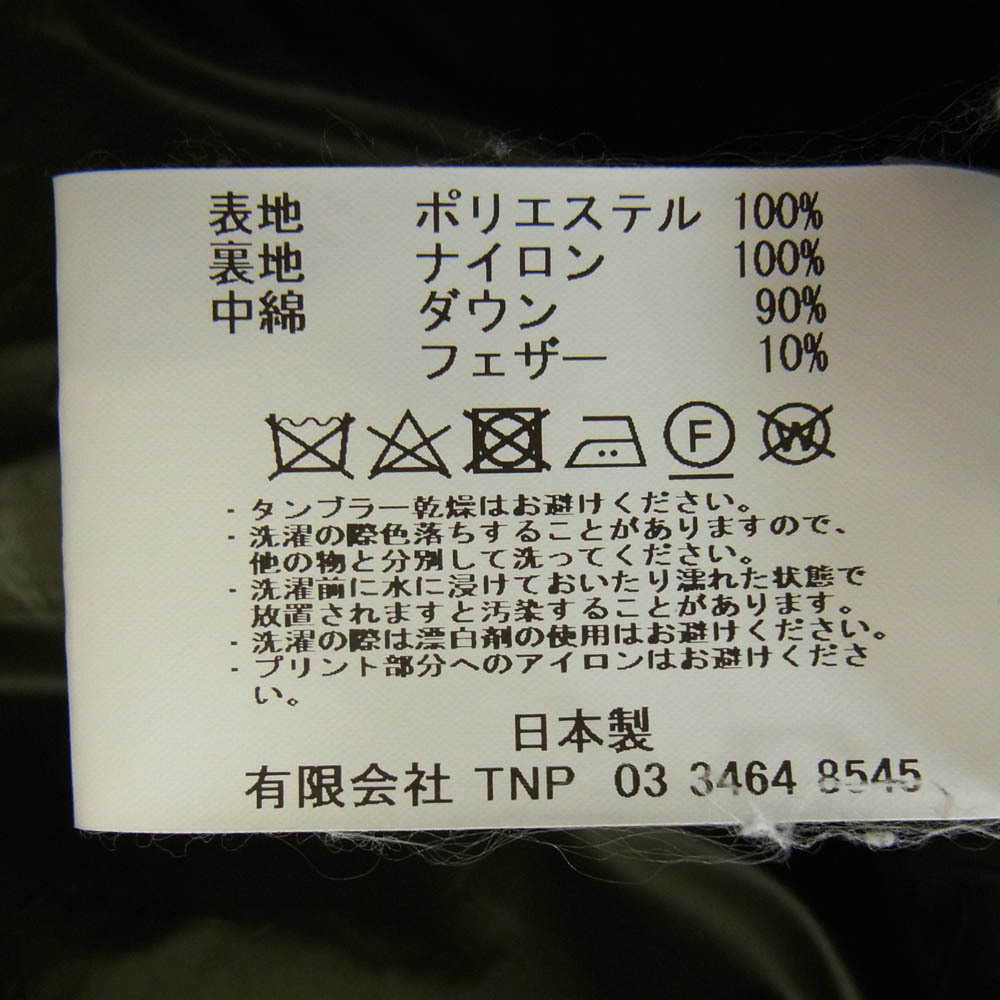 表地 ポリエステル 100%
裏地 ナイロン 100%
中綿 ダウン 90%
フェザー 10%
F W
・タンブラー乾燥はお避けください。
・洗濯の際色落ちすることがありますので、
他の物と分別して洗ってください。
・洗濯前に水に浸けておいたり濡れた状態で
放置されますと汚染することがあります。
・洗濯の際は漂白剤の使用はお避けください。
・プリント部分へのアイロンはお避けくださ
い。
日本製
有限会社 TNP 03 3464 8545